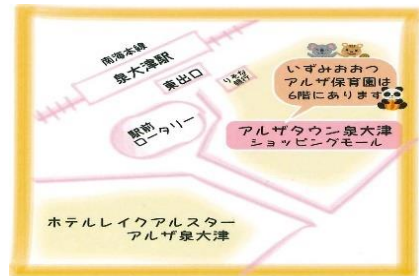 南海本線
泉大津駅
東出口
りそな
銀行
駅前
ロータリー
いずみおおつ
アルザ保育園は
6階にあります
アルザタウン泉大津
ショッピングモール
ホテルレイクアルスター
アルザ泉大津